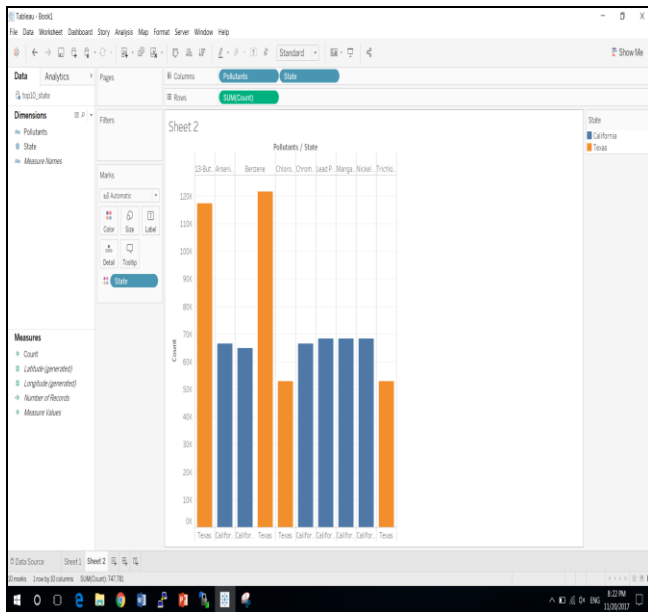 Tableau - Book1
File Data Worksheet Dashboard Story Analysis Map Format Server Window Help
Standard
Show Me
Data Analytics
Pages
Columns Pollutants State
top10_state
Rows SUM(Count)
Dimensions
Filters
Pollutants
State
Measure Names
Sheet 2
State
California
Texas
Pollutants / State
13-But.. Arseni.. Benzene Chloro.. Chrom.. Lead P.. Manga.. Nickel .. Trichlo..
Marks
Automatic
Color Size Label
Detail Tooltip
State
120K
110K
100K
90K
80K
70K
60K
50K
40K
30K
20K
10K
0K
Count
Texas Califor.. Califor.. Texas Texas Califor.. Califor.. Califor.. Califor.. Texas
Measures
Count
Latitude (generated)
Longitude (generated)
Number of Records
Measure Values
Data Source Sheet 1 Sheet 2
10 marks 1 row by 10 columns SUM(Count): 747,781
ENG
8:22 PM
11/20/2017